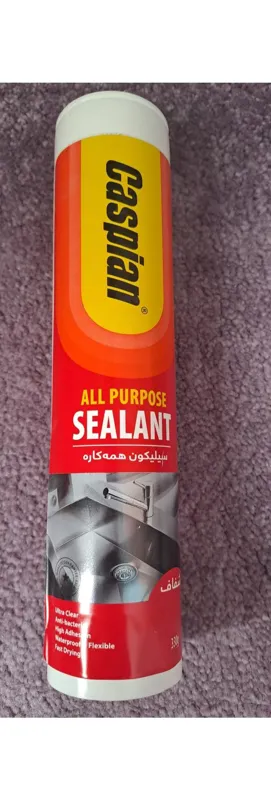 Caspian®
ALL PURPOSE
SEALANT
سیلیکون همه‌کاره
شفاف
Ultra Clear
Anti-bacterial
High Adhesion
Waterproof & Flexible
Fast Drying